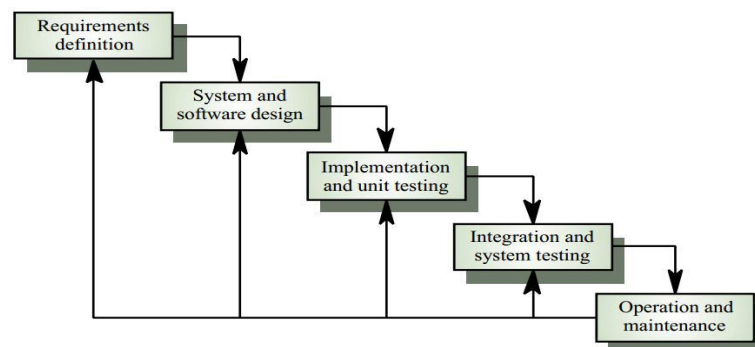 Requirements
definition
System and
software design
Implementation
and unit testing
Integration and
system testing
Operation and
maintenance